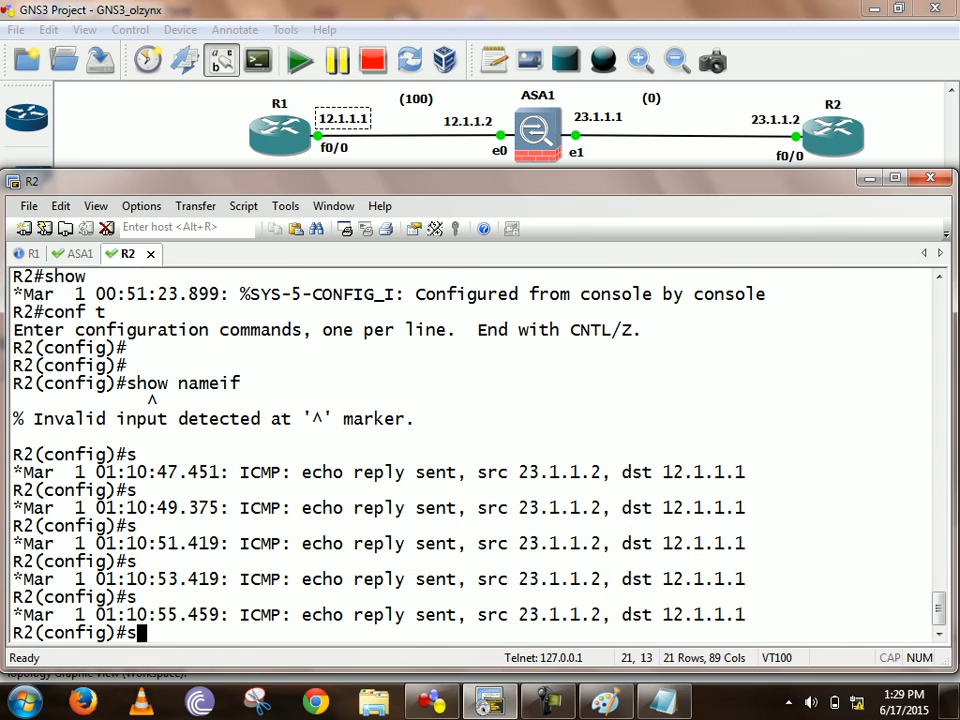 GNS3 Project - GNS3_olzynx
File Edit View Control Device Annotate Tools Help
R1
(100)
ASA1
(0)
R2
12.1.1.1
12.1.1.2
23.1.1.1
23.1.1.2
f0/0
e0
e1
f0/0
R2
File Edit View Options Transfer Script Tools Window Help
Enter host <Alt+R>
R1 ASA1 R2
R2#show
*Mar  1 00:51:23.899: %SYS-5-CONFIG_I: Configured from console by console
R2#conf t
Enter configuration commands, one per line.  End with CNTL/Z.
R2(config)#
R2(config)#
R2(config)#show nameif
^
% Invalid input detected at '^' marker.
R2(config)#s
*Mar  1 01:10:47.451: ICMP: echo reply sent, src 23.1.1.2, dst 12.1.1.1
R2(config)#s
*Mar  1 01:10:49.375: ICMP: echo reply sent, src 23.1.1.2, dst 12.1.1.1
R2(config)#s
*Mar  1 01:10:51.419: ICMP: echo reply sent, src 23.1.1.2, dst 12.1.1.1
R2(config)#s
*Mar  1 01:10:53.419: ICMP: echo reply sent, src 23.1.1.2, dst 12.1.1.1
R2(config)#s
*Mar  1 01:10:55.459: ICMP: echo reply sent, src 23.1.1.2, dst 12.1.1.1
R2(config)#s
Ready Telnet: 127.0.0.1 21, 13 21 Rows, 89 Cols VT100 CAP NUM
1:29 PM
6/17/2015